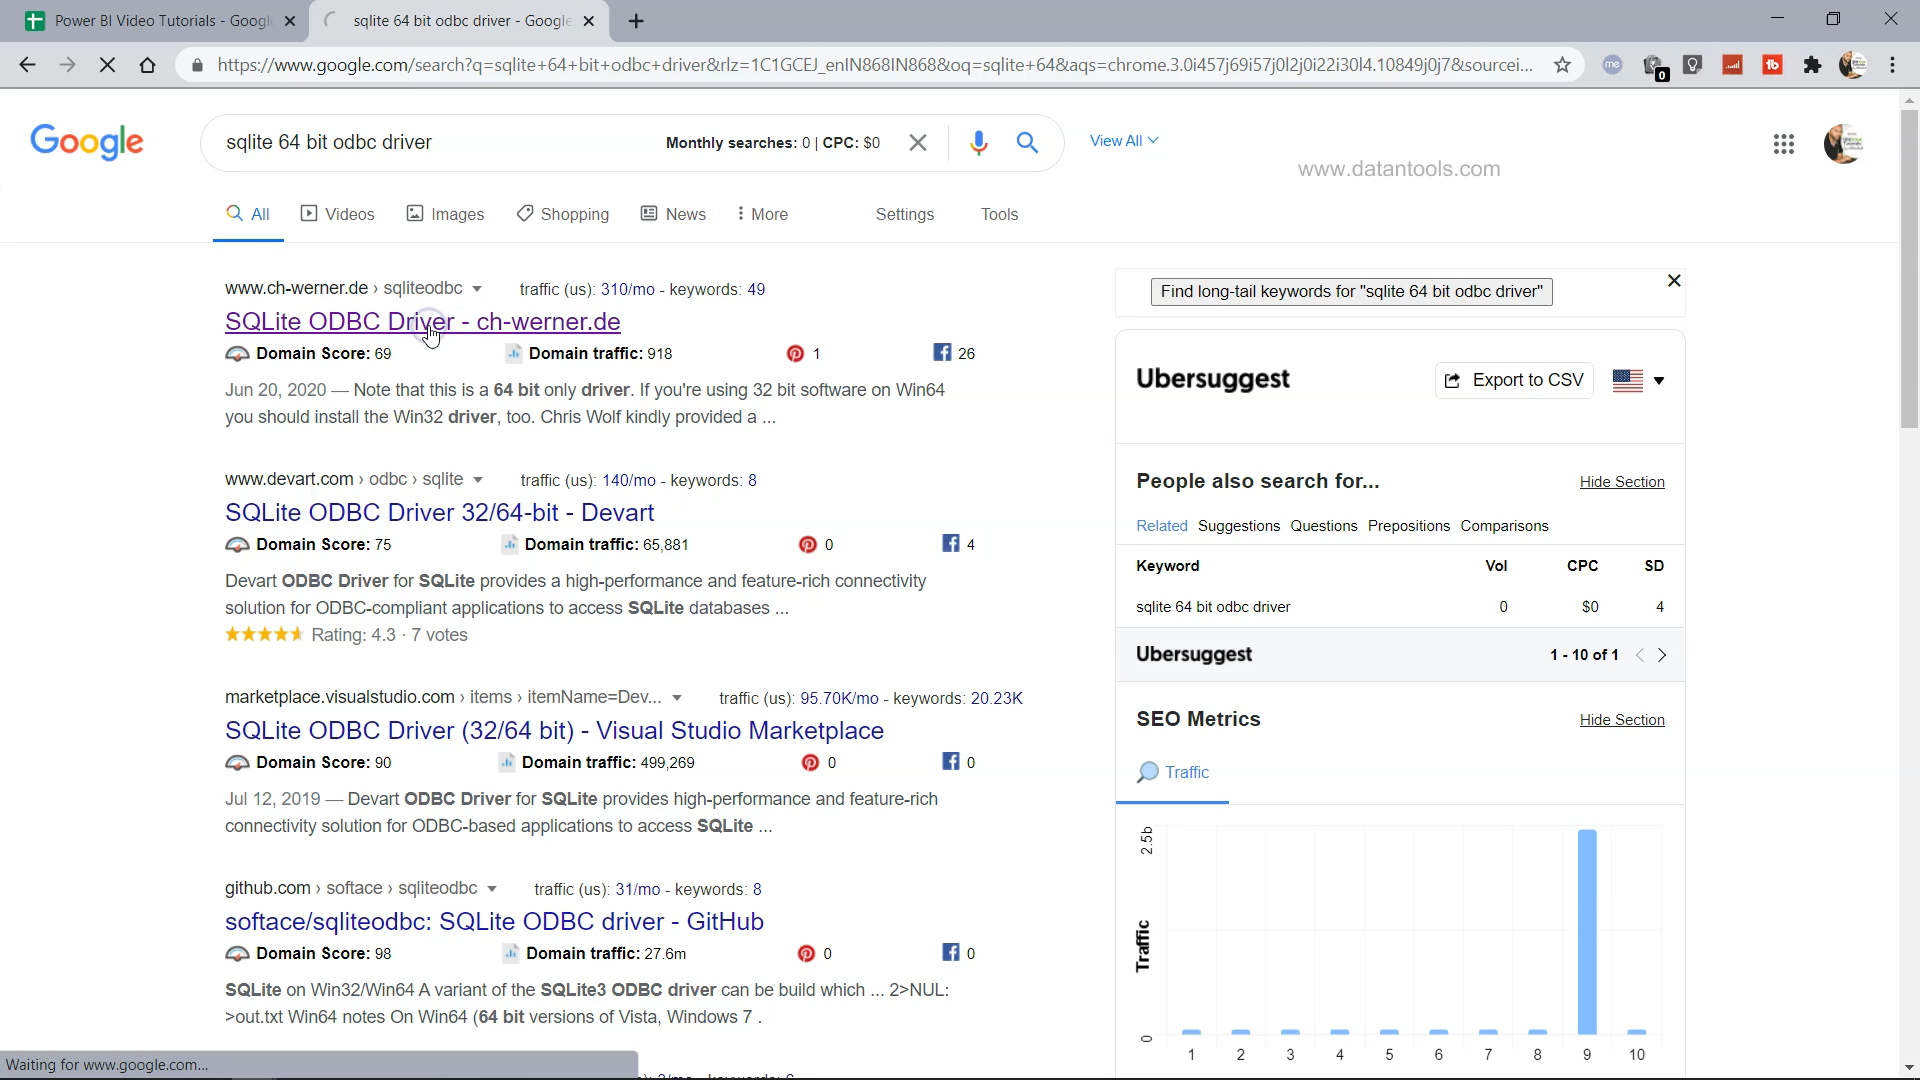 Power BI Video Tutorials - Googl
sqlite 64 bit odbc driver - Google
https://www.google.com/search?q=sqlite+64+bit+odbc+driver&rlz=1C1GCEJ_enIN868IN868&oq=sqlite+64&aqs=chrome.3.0i457j69i57j0l2j0i22i30l4.10849j0j7&sourcei...
me
0
tb
Google
sqlite 64 bit odbc driver
Monthly searches: 0 | CPC: $0
View All
www.datantools.com
All
Videos
Images
Shopping
News
More
Settings
Tools
www.ch-werner.de › sqliteodbc
traffic (us): 310/mo - keywords: 49
SQLite ODBC Driver - ch-werner.de
Domain Score: 69
Domain traffic: 918
1
26
Jun 20, 2020 — Note that this is a 64 bit only driver. If you're using 32 bit software on Win64
you should install the Win32 driver, too. Chris Wolf kindly provided a ...
www.devart.com › odbc › sqlite
traffic (us): 140/mo - keywords: 8
SQLite ODBC Driver 32/64-bit - Devart
Domain Score: 75
Domain traffic: 65,881
0
4
Devart ODBC Driver for SQLite provides a high-performance and feature-rich connectivity
solution for ODBC-compliant applications to access SQLite databases ...
Rating: 4.3 · 7 votes
marketplace.visualstudio.com › items › itemName=Dev...
traffic (us): 95.70K/mo - keywords: 20.23K
SQLite ODBC Driver (32/64 bit) - Visual Studio Marketplace
Domain Score: 90
Domain traffic: 499,269
0
0
Jul 12, 2019 — Devart ODBC Driver for SQLite provides high-performance and feature-rich
connectivity solution for ODBC-based applications to access SQLite ...
github.com › softace › sqliteodbc
traffic (us): 31/mo - keywords: 8
softace/sqliteodbc: SQLite ODBC driver - GitHub
Domain Score: 98
Domain traffic: 27.6m
0
0
SQLite on Win32/Win64 A variant of the SQLite3 ODBC driver can be build which ... 2>NUL:
>out.txt Win64 notes On Win64 (64 bit versions of Vista, Windows 7 .
Waiting for www.google.com...
Find long-tail keywords for "sqlite 64 bit odbc driver"
Ubersuggest
Export to CSV
People also search for...
Hide Section
Related Suggestions Questions Prepositions Comparisons
Keyword Vol CPC SD
sqlite 64 bit odbc driver 0 $0 4
Ubersuggest
1 - 10 of 1
SEO Metrics
Hide Section
Traffic
2.5b
Traffic
0
1 2 3 4 5 6 7 8 9 10